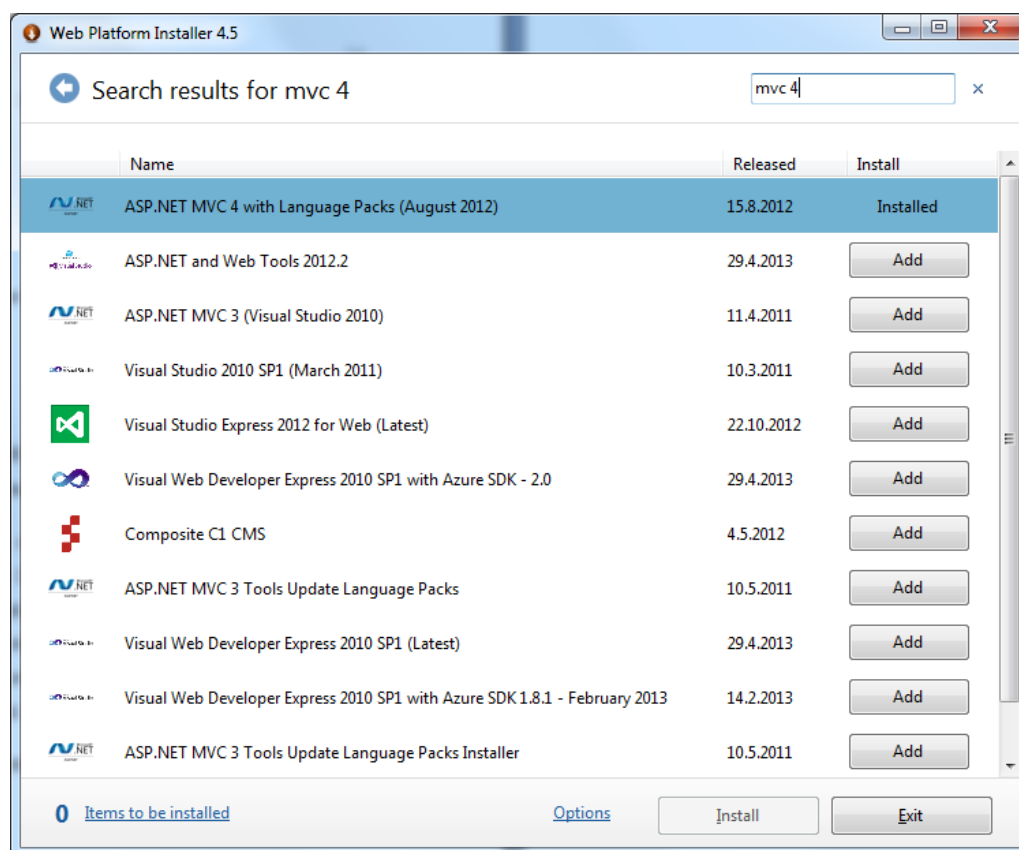 Web Platform Installer 4.5
Search results for mvc 4
mvc 4
Name Released Install
.NET ASP.NET MVC 4 with Language Packs (August 2012) 15.8.2012 Installed
ASP.NET and Web Tools 2012.2 29.4.2013 Add
.NET ASP.NET MVC 3 (Visual Studio 2010) 11.4.2011 Add
Visual Studio 2010 SP1 (March 2011) 10.3.2011 Add
Visual Studio Express 2012 for Web (Latest) 22.10.2012 Add
Visual Web Developer Express 2010 SP1 with Azure SDK - 2.0 29.4.2013 Add
Composite C1 CMS 4.5.2012 Add
.NET ASP.NET MVC 3 Tools Update Language Packs 10.5.2011 Add
Visual Web Developer Express 2010 SP1 (Latest) 29.4.2013 Add
Visual Web Developer Express 2010 SP1 with Azure SDK 1.8.1 - February 2013 14.2.2013 Add
.NET ASP.NET MVC 3 Tools Update Language Packs Installer 10.5.2011 Add
0 Items to be installed Options Install Exit